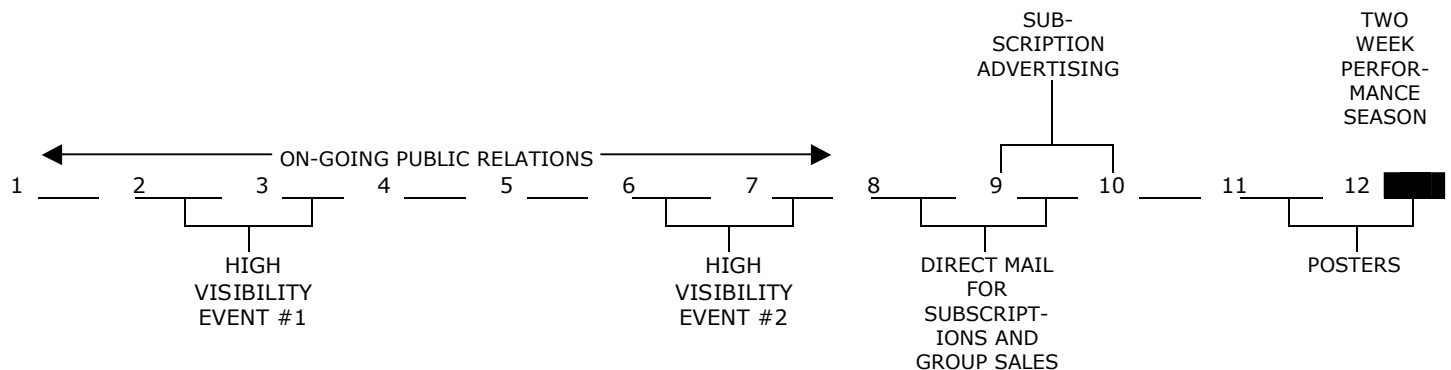 SUB-
SCRIPTION
ADVERTISING
TWO
WEEK
PERFOR-
MANCE
SEASON
ON-GOING PUBLIC RELATIONS
1 2 3 4 5 6 7 8 9 10 11 12
HIGH
VISIBILITY
EVENT #1
HIGH
VISIBILITY
EVENT #2
DIRECT MAIL
FOR
SUBSCRIPT-
IONS AND
GROUP SALES
POSTERS